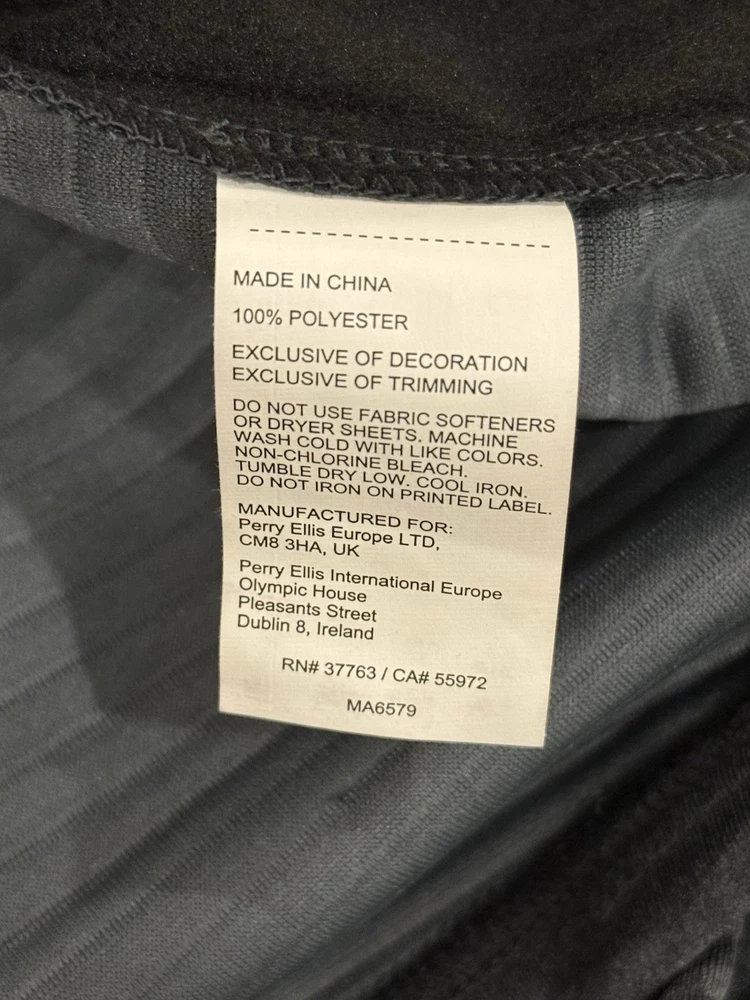 MADE IN CHINA
100% POLYESTER
EXCLUSIVE OF DECORATION
EXCLUSIVE OF TRIMMING
DO NOT USE FABRIC SOFTENERS
OR DRYER SHEETS. MACHINE
WASH COLD WITH LIKE COLORS.
NON-CHLORINE BLEACH.
TUMBLE DRY LOW. COOL IRON.
DO NOT IRON ON PRINTED LABEL.
MANUFACTURED FOR:
Perry Ellis Europe LTD,
CM8 3HA, UK
Perry Ellis International Europe
Olympic House
Pleasants Street
Dublin 8, Ireland
RN# 37763 / CA# 55972
MA6579